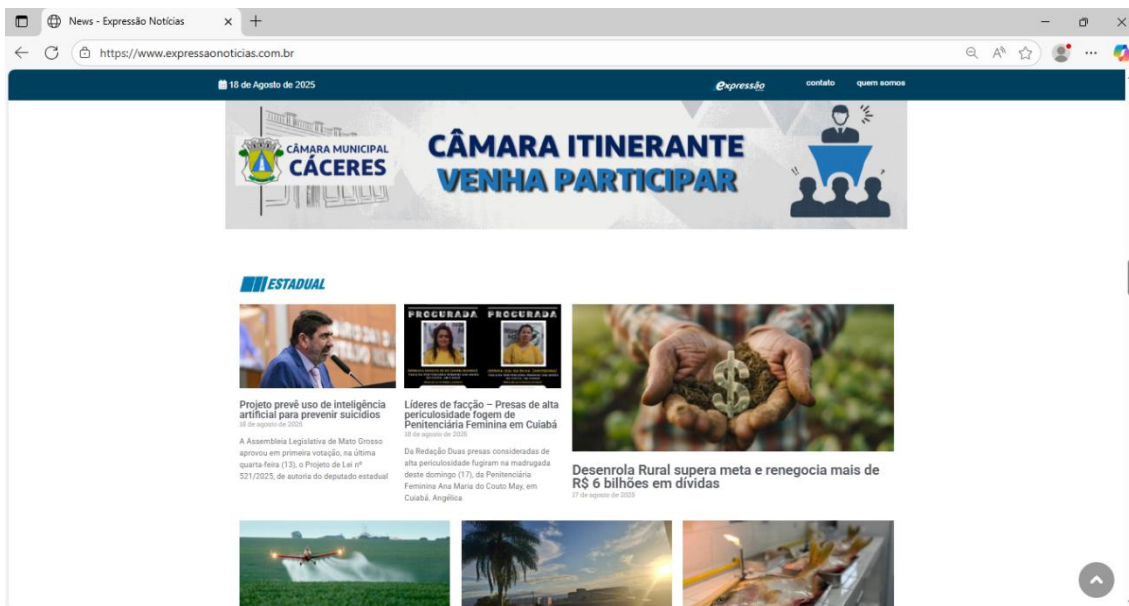 News - Expressão Notícias
https://www.expressaonoticias.com.br
18 de Agosto de 2025
expressão
contato
quem somos
CÂMARA MUNICIPAL
CÁCERES
CÂMARA ITINERANTE
VENHA PARTICIPAR
ESTADUAL
PROCURADA PROCURADA
Projeto prevê uso de inteligência
artificial para prevenir suicídios
18 de agosto de 2025
A Assembleia Legislativa de Mato Grosso
aprovou em primeira votação, na última
quarta-feira (13), o Projeto de Lei nº
521/2025, de autoria do deputado estadual
Líderes de facção – Presas de alta
periculosidade fogem de
Penitenciária Feminina em Cuiabá
18 de agosto de 2025
Da Redação Duas presas consideradas de
alta periculosidade fugiram na madrugada
deste domingo (17), da Penitenciária
Feminina Ana Maria do Couto May, em
Cuiabá. Angélica
Desenrola Rural supera meta e renegocia mais de
R$ 6 bilhões em dívidas
17 de agosto de 2025